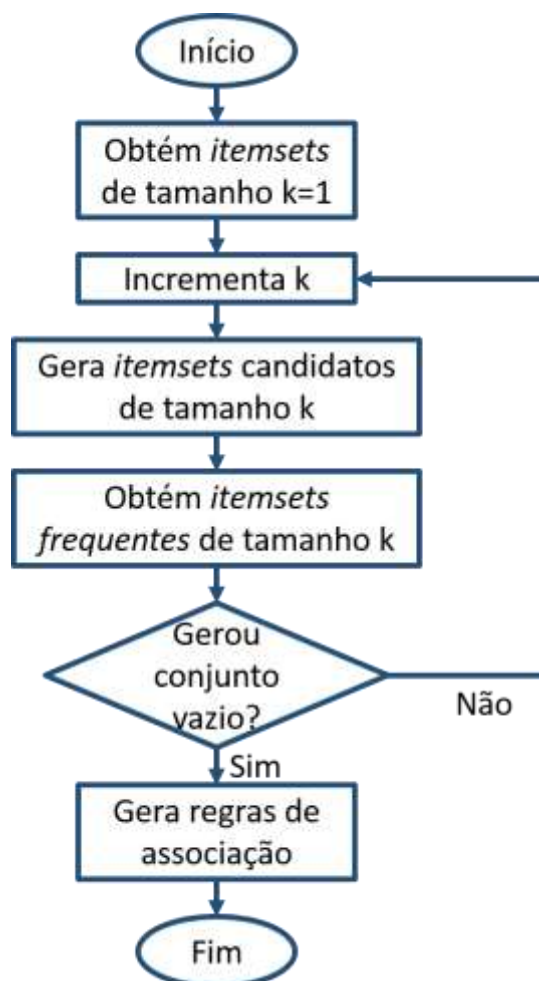 Início
Obtém itemsets
de tamanho k=1
Incrementa k
Gera itemsets candidatos
de tamanho k
Obtém itemsets
frequentes de tamanho k
Gerou
conjunto
vazio?
Não
Sim
Gera regras de
associação
Fim